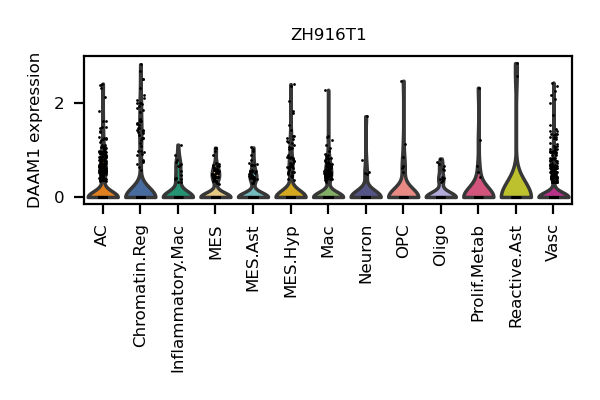 ZH916T1
DAAM1 expression
2
0
AC
Chromatin.Reg
Inflammatory.Mac
MES
MES.Ast
MES.Hyp
Mac
Neuron
OPC
Oligo
Prolif.Metab
Reactive.Ast
Vasc